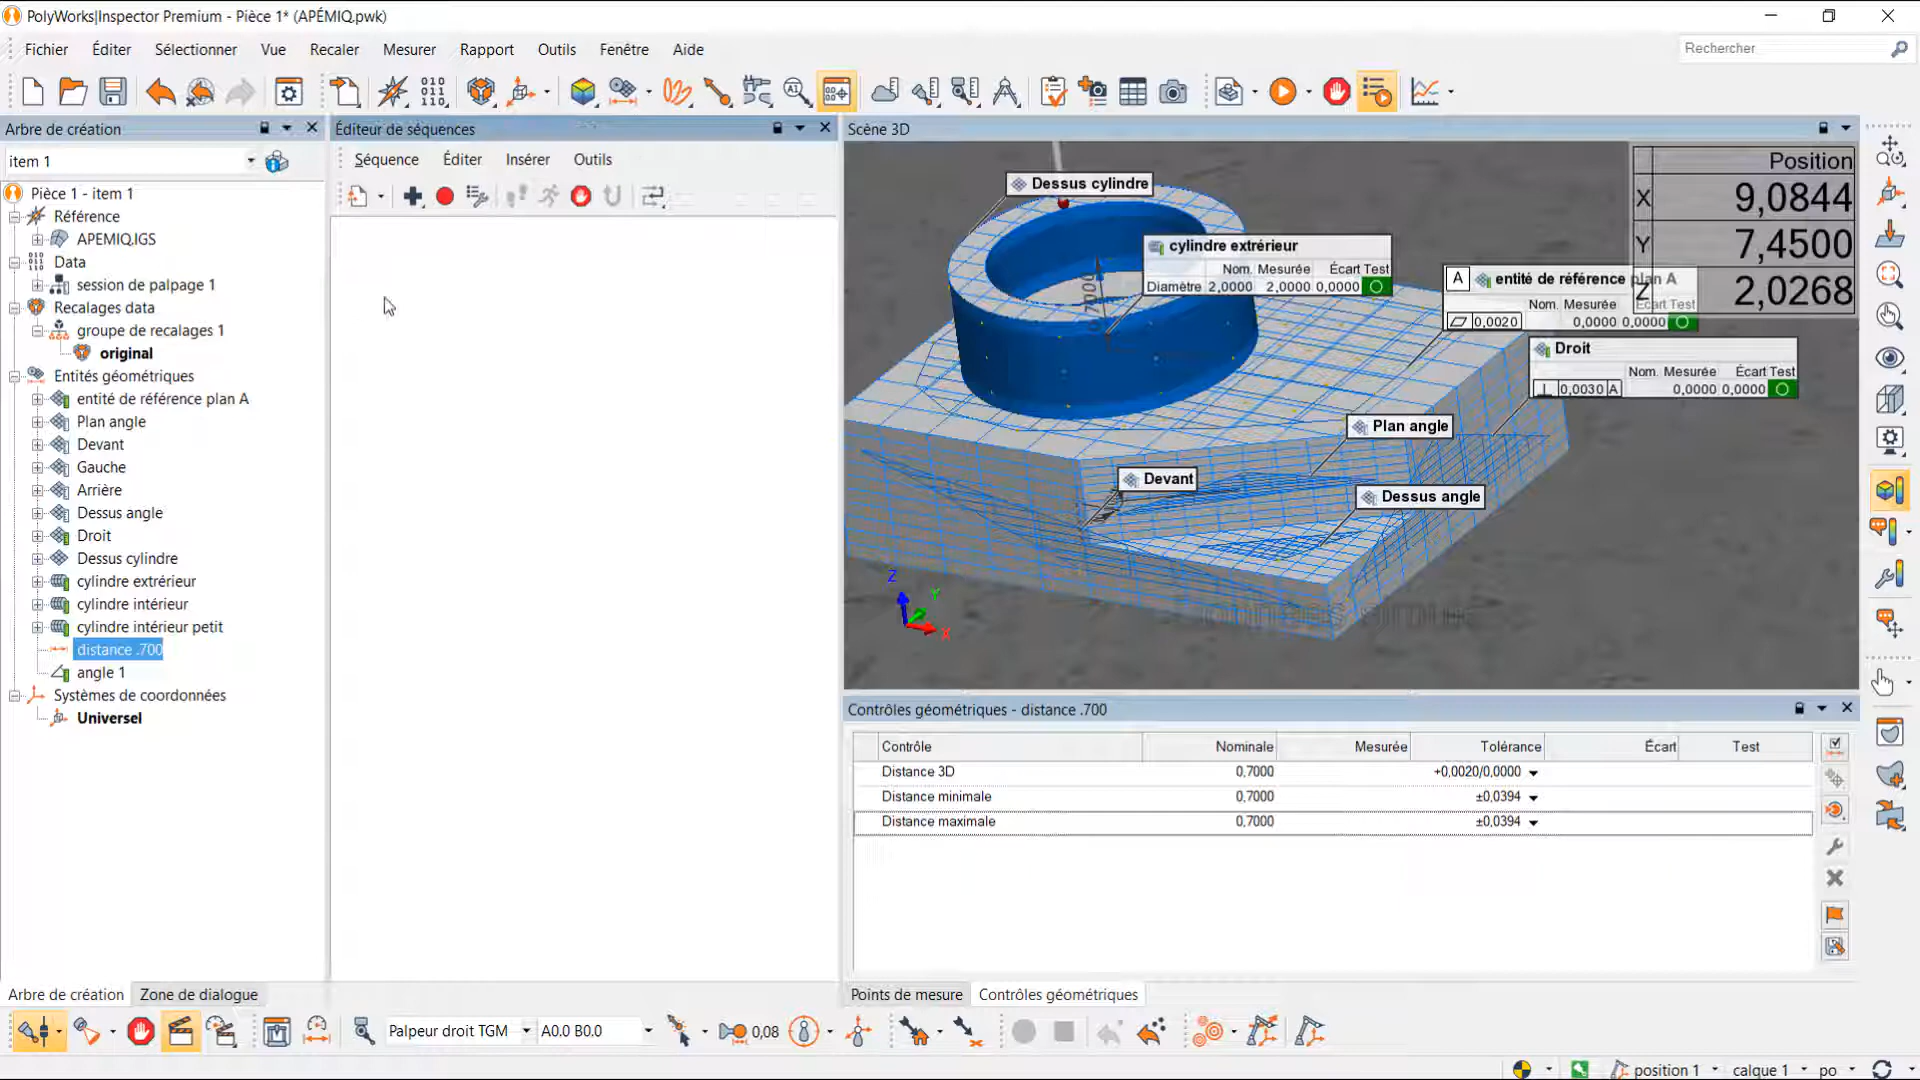 PolyWorks|Inspector Premium - Pièce 1* (APÉMIQ.pwk)
Fichier Éditer Sélectionner Vue Recaler Mesurer Rapport Outils Fenêtre Aide
Rechercher
Arbre de création
item 1
Pièce 1 - item 1
Référence
APEMIQ.IGS
Data
session de palpage 1
Recalages data
groupe de recalages 1
original
Entités géométriques
entité de référence plan A
Plan angle
Devant
Gauche
Arrière
Dessus angle
Droit
Dessus cylindre
cylindre extrérieur
cylindre intérieur
cylindre intérieur petit
distance .700
angle 1
Systèmes de coordonnées
Universel
Arbre de création Zone de dialogue
Éditeur de séquences
Séquence Éditer Insérer Outils
Scène 3D
Position
X 9,0844
Y 7,4500
Z 2,0268
Dessus cylindre
cylindre extrérieur
Nom. Mesurée Écart Test
Diamètre 2,0000 2,0000 0,0000
A entité de référence plan A
Nom. Mesurée Écart Test
0,0020 0,0000 0,0000
Droit
Nom. Mesurée Écart Test
0,0030 A 0,0000 0,0000
Plan angle
Devant
Dessus angle
Z
Y
X
Contrôles géométriques - distance .700
Contrôle Nominale Mesurée Tolérance Écart Test
Distance 3D 0,7000 +0,0020/0,0000
Distance minimale 0,7000 ±0,0394
Distance maximale 0,7000 ±0,0394
Points de mesure Contrôles géométriques
Palpeur droit TGM A0.0 B0.0 0,08
position 1 calque 1 po